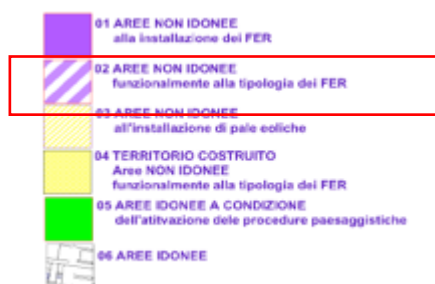 01 AREE NON IDONEE
alla installazione dei FER
02 AREE NON IDONEE
funzionalmente alla tipologia dei FER
03 AREE NON IDONEE
all'installazione di pale eoliche
04 TERRITORIO COSTRUITO
Aree NON IDONEE
funzionalmente alla tipologia dei FER
05 AREE IDONEE A CONDIZIONE
dell'atitvazione dele procedure paesaggistiche
06 AREE IDONEE